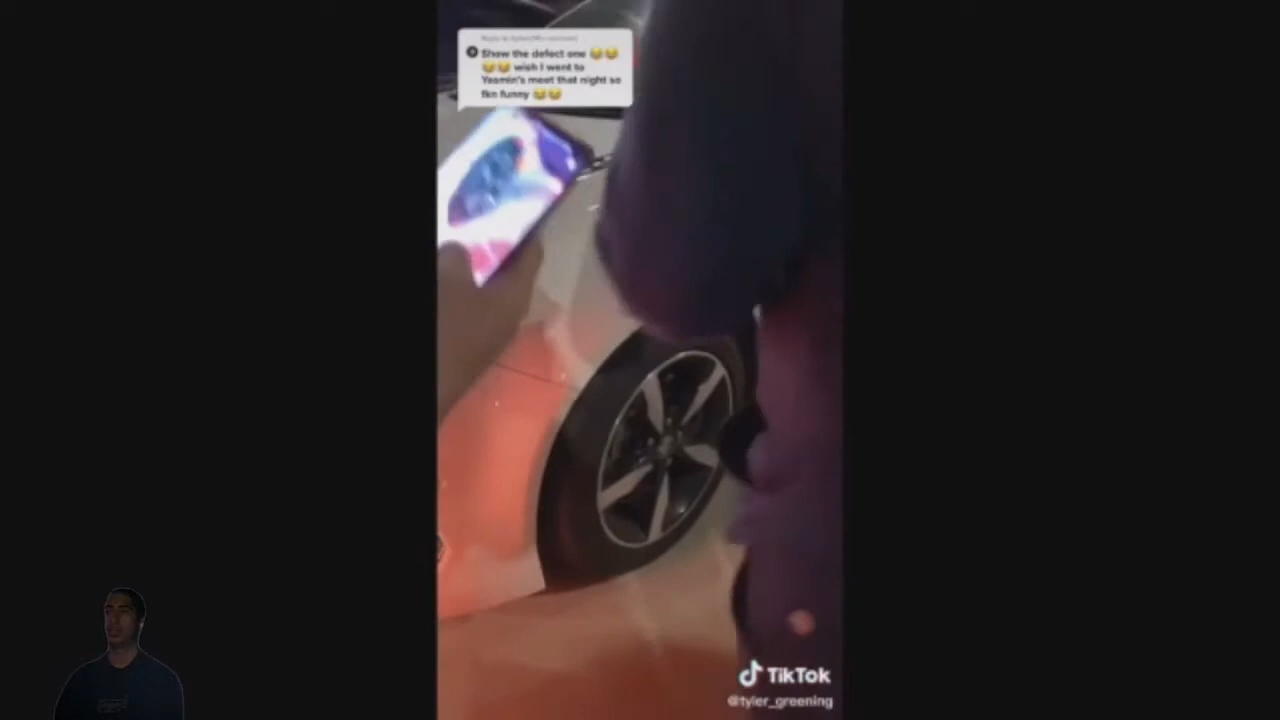 Show the defect one 😂😂
😂😂 wish I went to
Yasmin's meet that night so
fkn funny 😂😂
TikTok
@tyler_greening